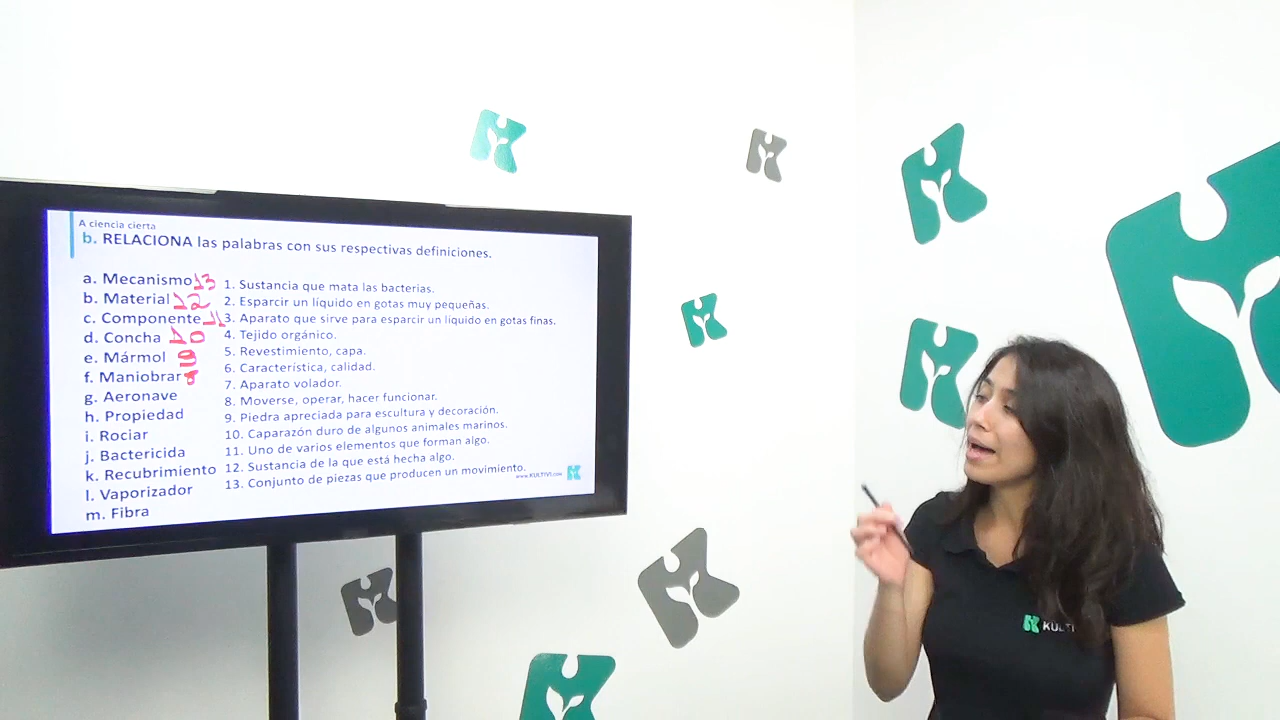 A ciencia cierta
b. RELACIONA las palabras con sus respectivas definiciones.
a. Mecanismo 13
b. Material 12
c. Componente 11
d. Concha 10
e. Mármol 9
f. Maniobrar 8
g. Aeronave
h. Propiedad
i. Rociar
j. Bactericida
k. Recubrimiento
l. Vaporizador
m. Fibra
1. Sustancia que mata las bacterias.
2. Esparcir un líquido en gotas muy pequeñas.
3. Aparato que sirve para esparcir un líquido en gotas finas.
4. Tejido orgánico.
5. Revestimiento, capa.
6. Característica, calidad.
7. Aparato volador.
8. Moverse, operar, hacer funcionar.
9. Piedra apreciada para escultura y decoración.
10. Caparazón duro de algunos animales marinos.
11. Uno de varios elementos que forman algo.
12. Sustancia de la que está hecha algo.
13. Conjunto de piezas que producen un movimiento.
www.KULTIVI.com
KULTI